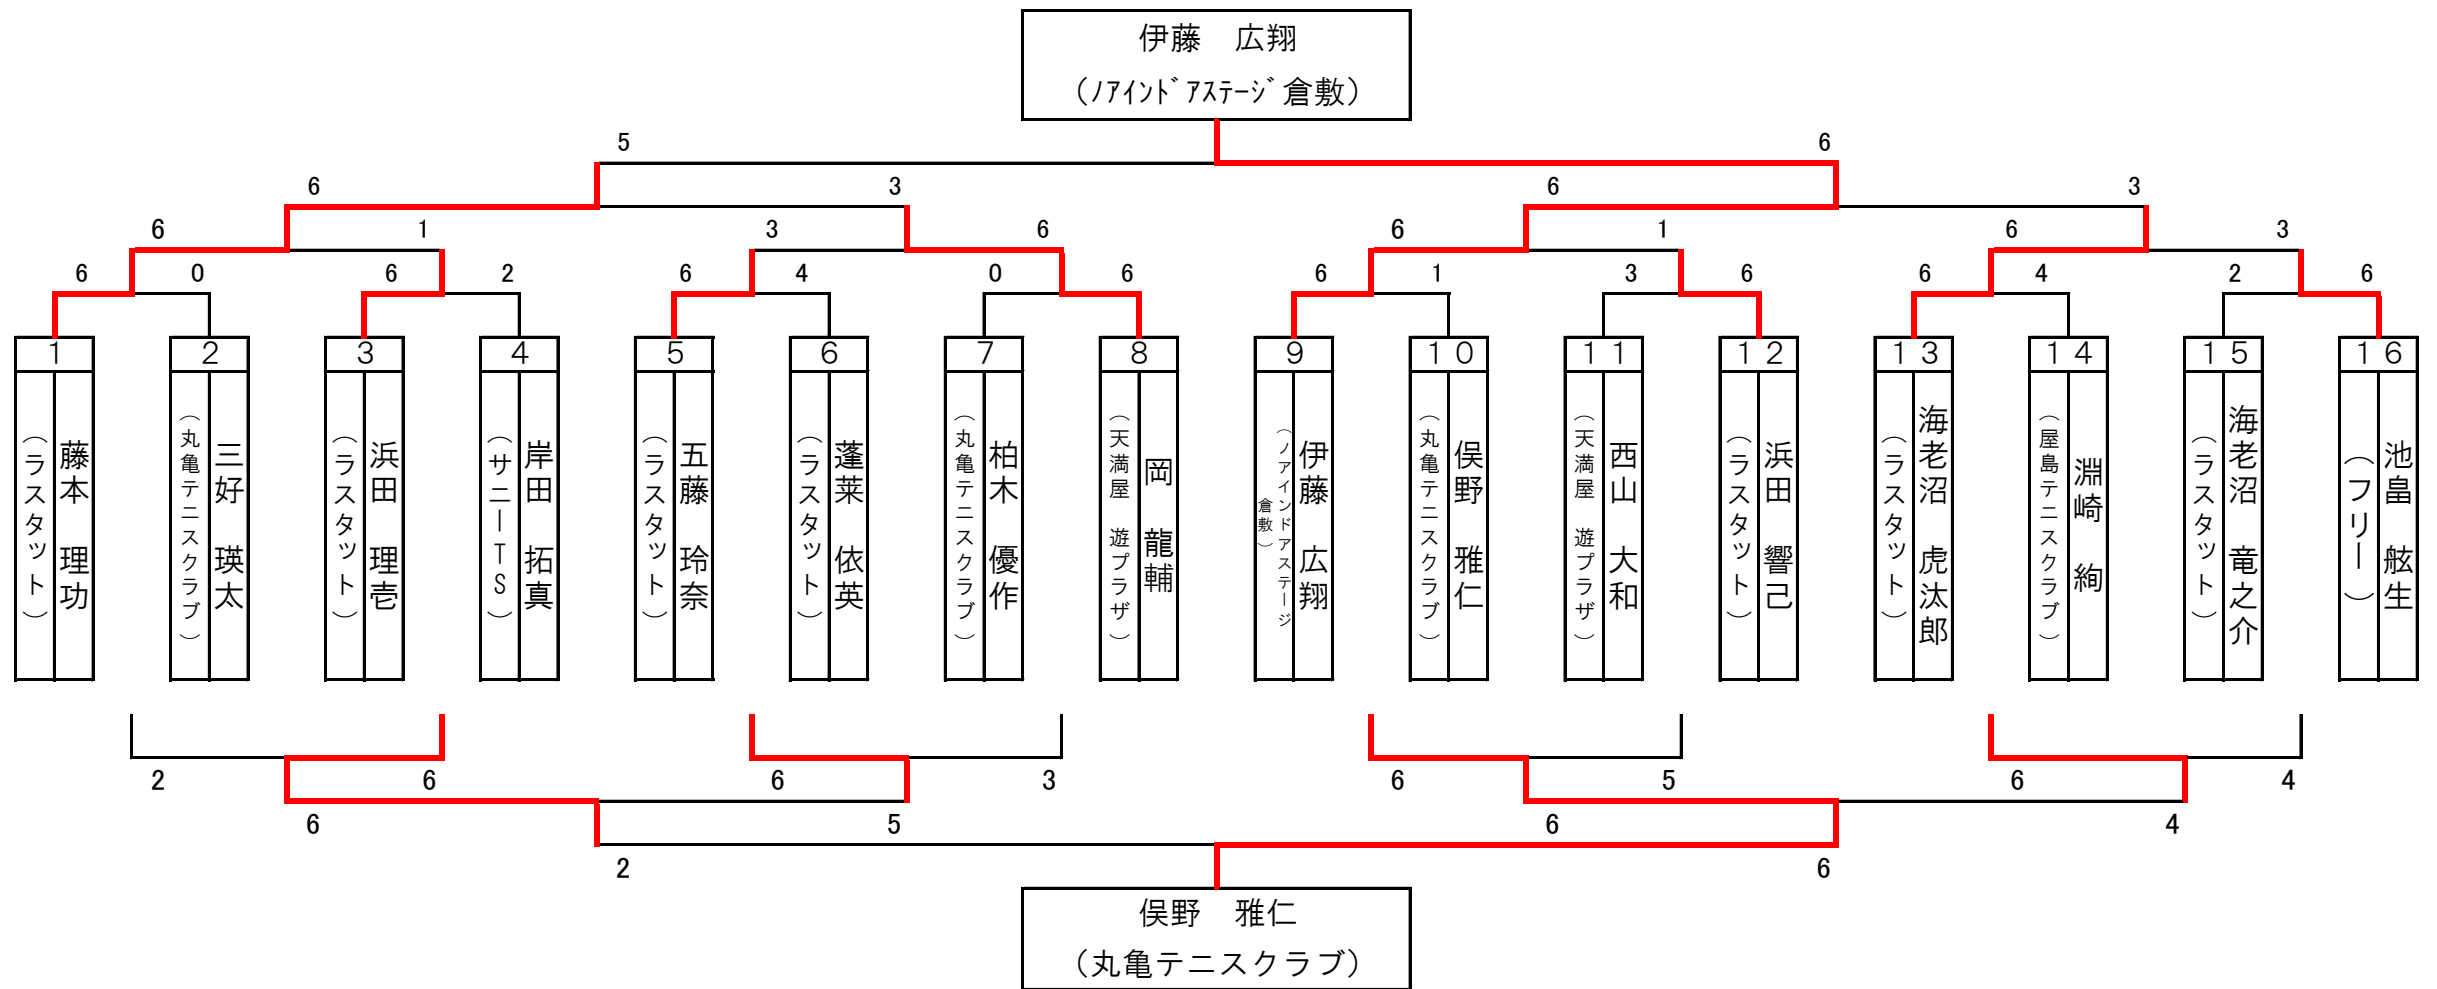 伊藤　広翔
（ﾉｱｲﾝﾄﾞｱｽﾃｰｼﾞ倉敷）
5 6
6 3 6 3
6 1 3 6 6 1 6 3
6 0 6 2 6 4 0 6 6 1 3 6 6 4 2 6
１ ２ ３ ４ ５ ６ ７ ８ ９ １０ １１ １２ １３ １４ １５ １６
藤本　理功
（ラスタット）
三好　瑛太
（丸亀テニスクラブ）
浜田　理壱
（ラスタット）
岸田　拓真
（サニーTS）
五藤　玲奈
（ラスタット）
蓬莱　依英
（ラスタット）
柏木　優作
（丸亀テニスクラブ）
岡　龍輔
（天満屋　遊プラザ）
伊藤　広翔
（ノアインドアステージ
倉敷）
俣野　雅仁
（丸亀テニスクラブ）
西山　大和
（天満屋　遊プラザ）
浜田　響己
（ラスタット）
海老沼　虎汰郎
（ラスタット）
淵崎　絢
（屋島テニスクラブ）
海老沼　竜之介
（ラスタット）
池畠　舷生
（フリー）
2 6 6 3 6 5 6 4
6 5 6 4
2 6
俣野　雅仁
（丸亀テニスクラブ）